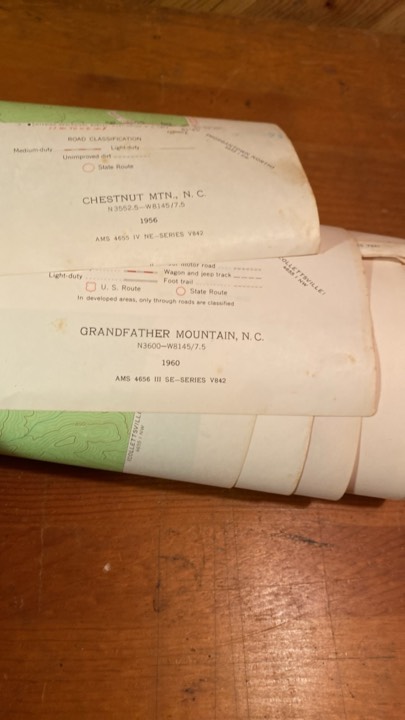 ROAD CLASSIFICATION
Medium-duty Light-duty
Unimproved dirt
State Route
CHESTNUT MTN., N. C.
N3552.5—W8145/7.5
1956
AMS 4655 IV NE—SERIES V842
motor road
Light-duty Wagon and jeep track
Foot trail
U. S. Route State Route
In developed areas, only through roads are classified
COLLETTSVILLE
GRANDFATHER MOUNTAIN, N. C.
N3600—W8145/7.5
1960
AMS 4656 III SE—SERIES V842
COLLETTSVILLE